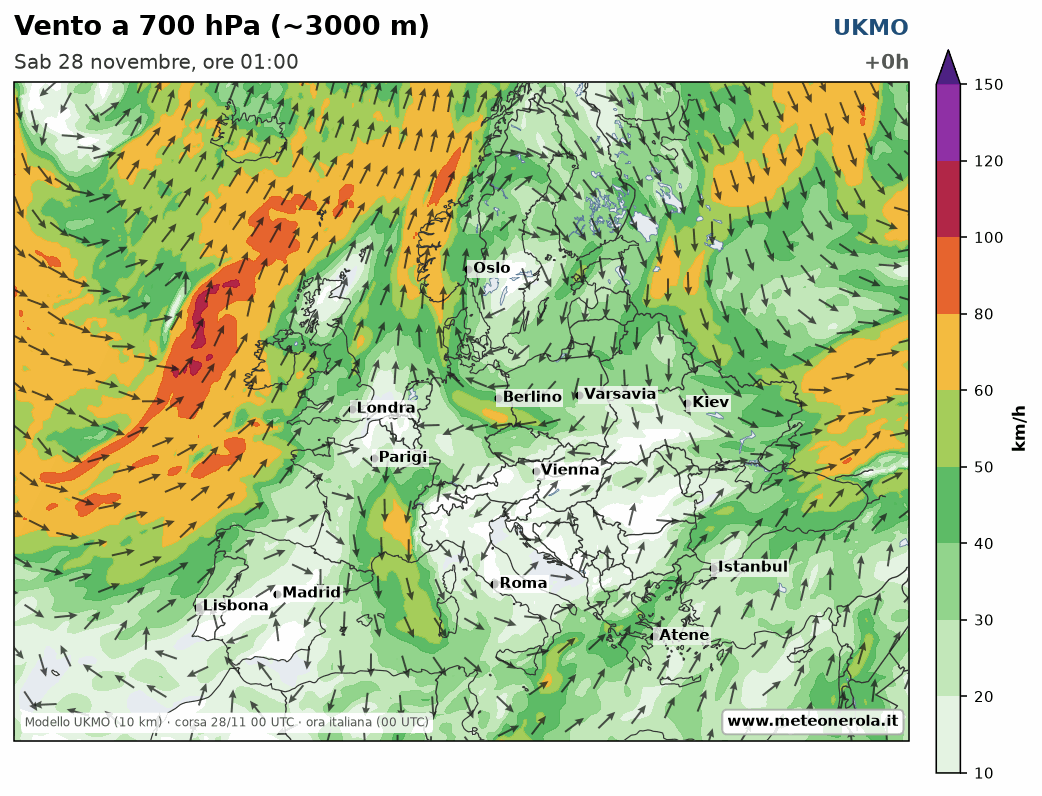 Vento a 700 hPa (~3000 m)
UKMO
Sab 28 novembre, ore 01:00
+0h
150
120
100
80
60
50
40
30
20
10
km/h
Oslo
Berlino
Varsavia
Kiev
Londra
Parigi
Vienna
Istanbul
Roma
Madrid
Lisbona
Atene
Modello UKMO (10 km) · corsa 28/11 00 UTC · ora italiana (00 UTC)
www.meteonerola.it